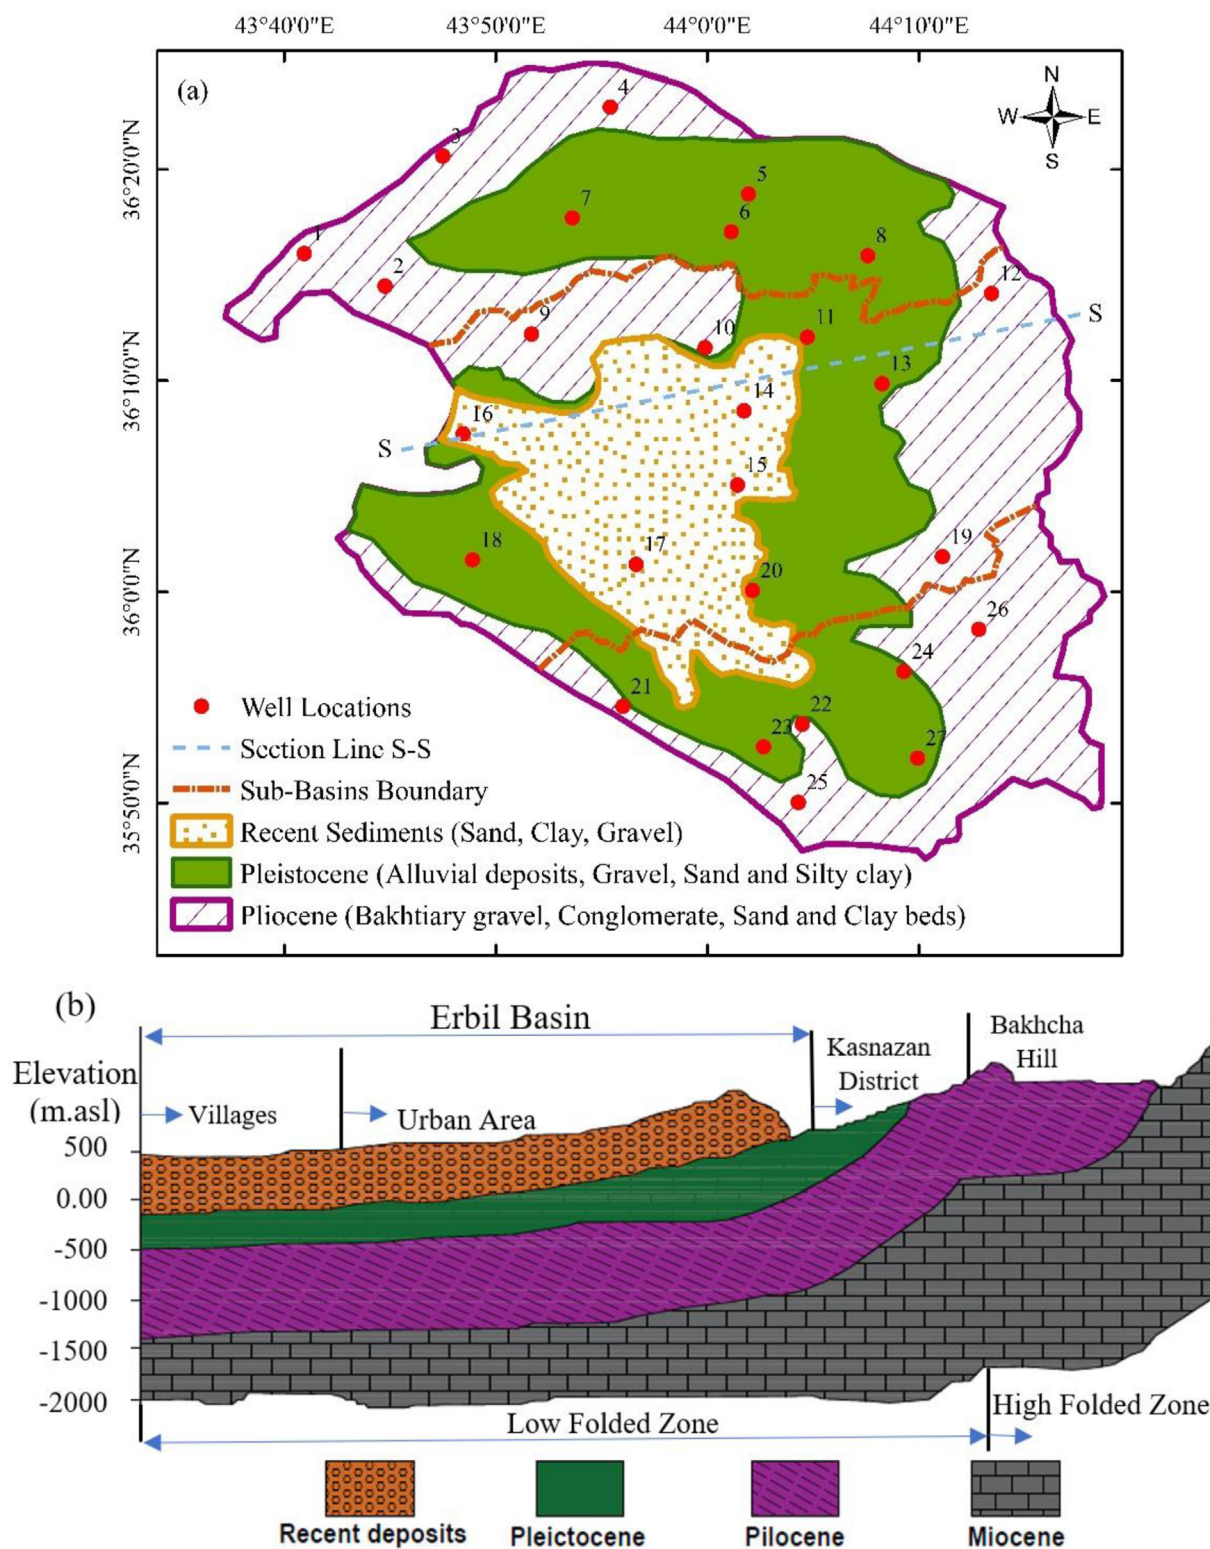 43°40'0"E 43°50'0"E 44°0'0"E 44°10'0"E
(a)
N
W E
S
36°20'0"N
36°10'0"N
36°0'0"N
35°50'0"N
4
3
5
7
6
8
1
2
12
9
10
11
S
13
14
16
S
15
18
17
19
20
26
24
21
22
23
27
25
Well Locations
Section Line S-S
Sub-Basins Boundary
Recent Sediments (Sand, Clay, Gravel)
Pleistocene (Alluvial deposits, Gravel, Sand and Silty clay)
Pliocene (Bakhtiary gravel, Conglomerate, Sand and Clay beds)
(b)
Erbil Basin
Kasnazan
District
Bakhcha
Hill
Elevation
(m.asl)
Villages
Urban Area
500
0.00
-500
-1000
-1500
-2000
Low Folded Zone
High Folded Zone
Recent deposits Pleictocene Pilocene Miocene